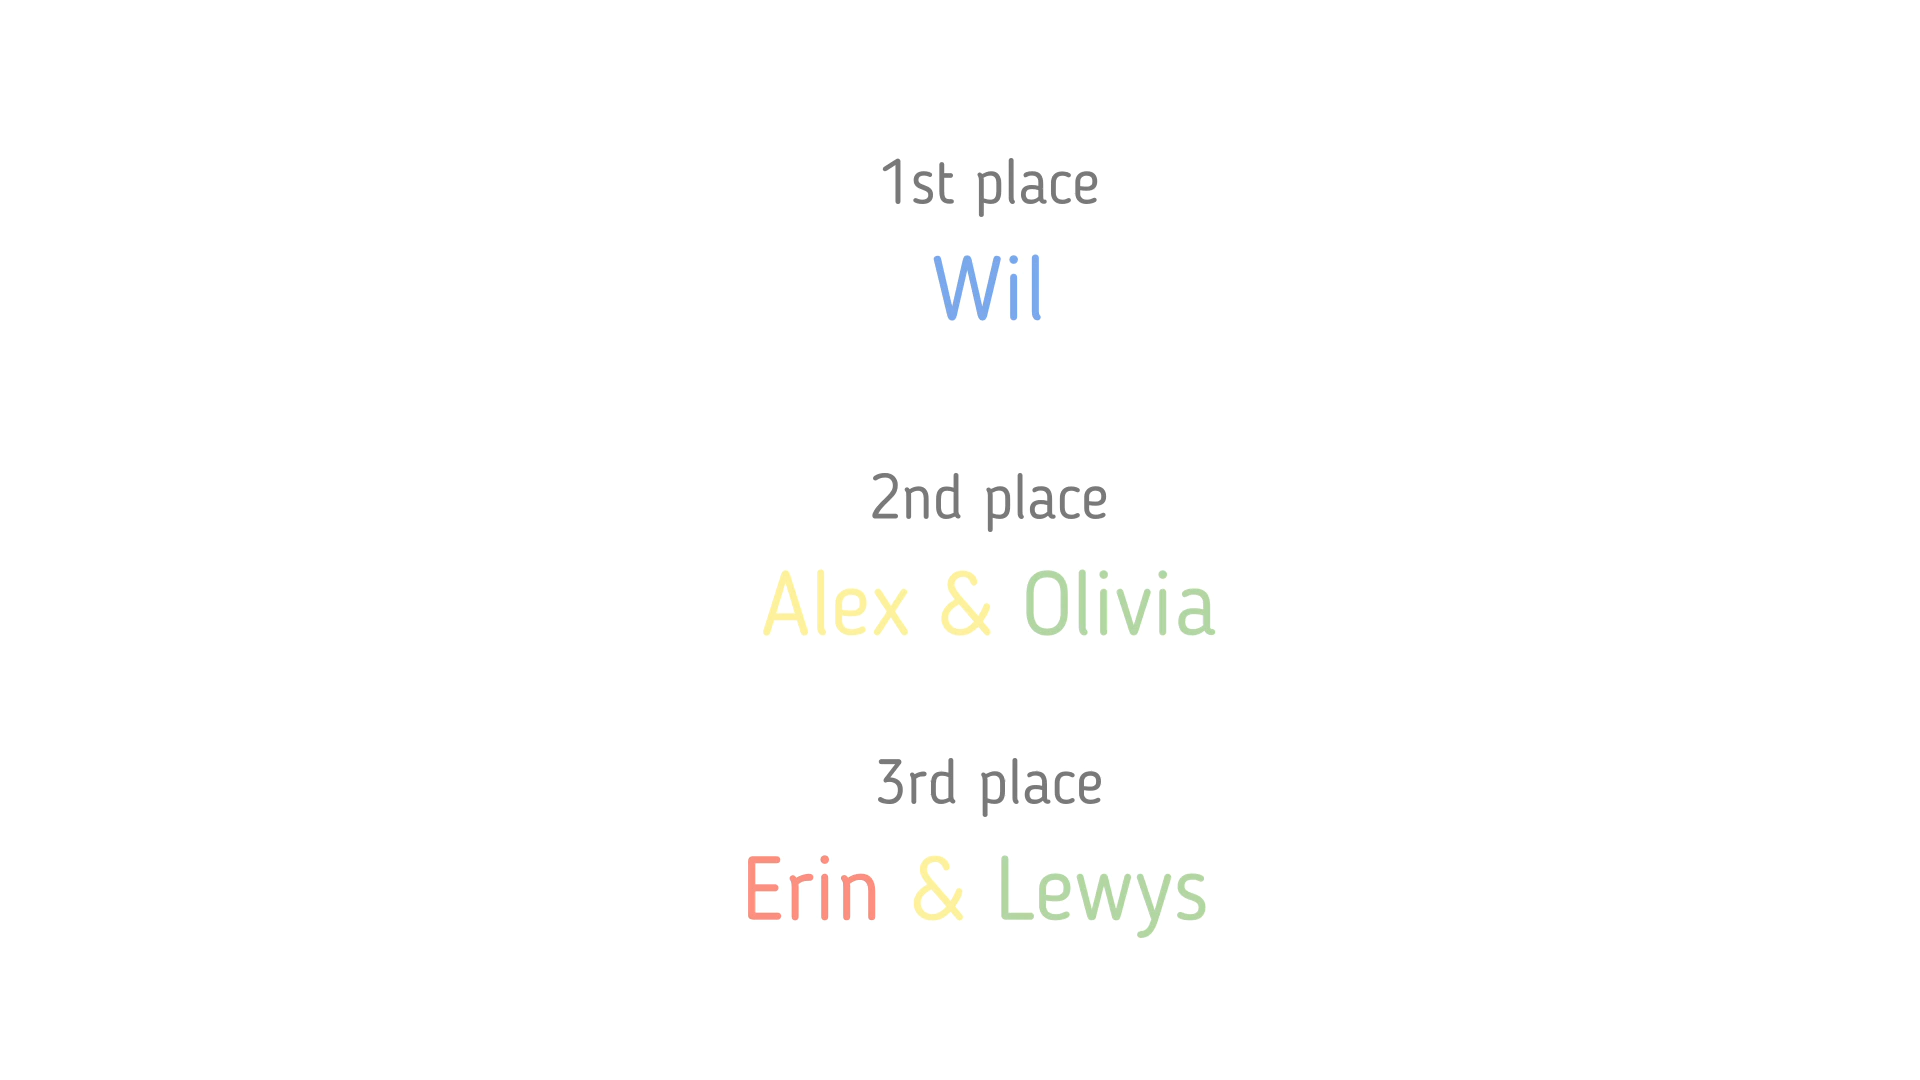 1st place
Wil
2nd place
Alex & Olivia
3rd place
Erin & Lewys